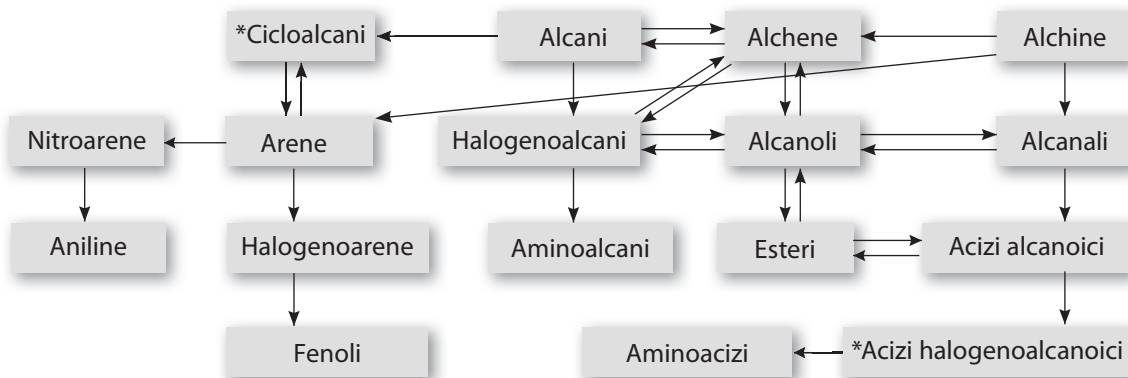 *Cicloalcani
Alcani
Alchene
Alchine
Nitroarene
Arene
Halogenoalcani
Alcanoli
Alcanali
Aniline
Halogenoarene
Aminoalcani
Esteri
Acizi alcanoici
Fenoli
Aminoacizi
*Acizi halogenoalcanoici